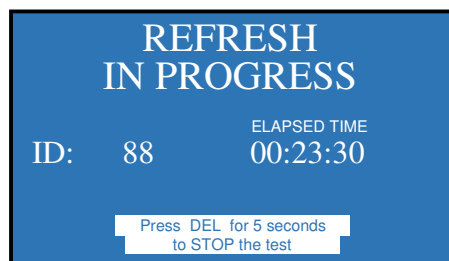 REFRESH
IN PROGRESS
ELAPSED TIME
ID: 88 00:23:30
Press DEL for 5 seconds
to STOP the test